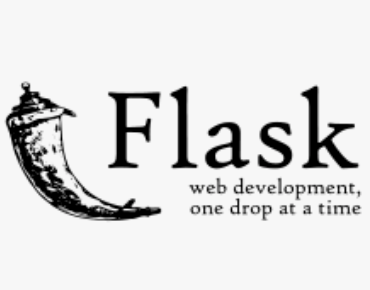 Flask
web development,
one drop at a time